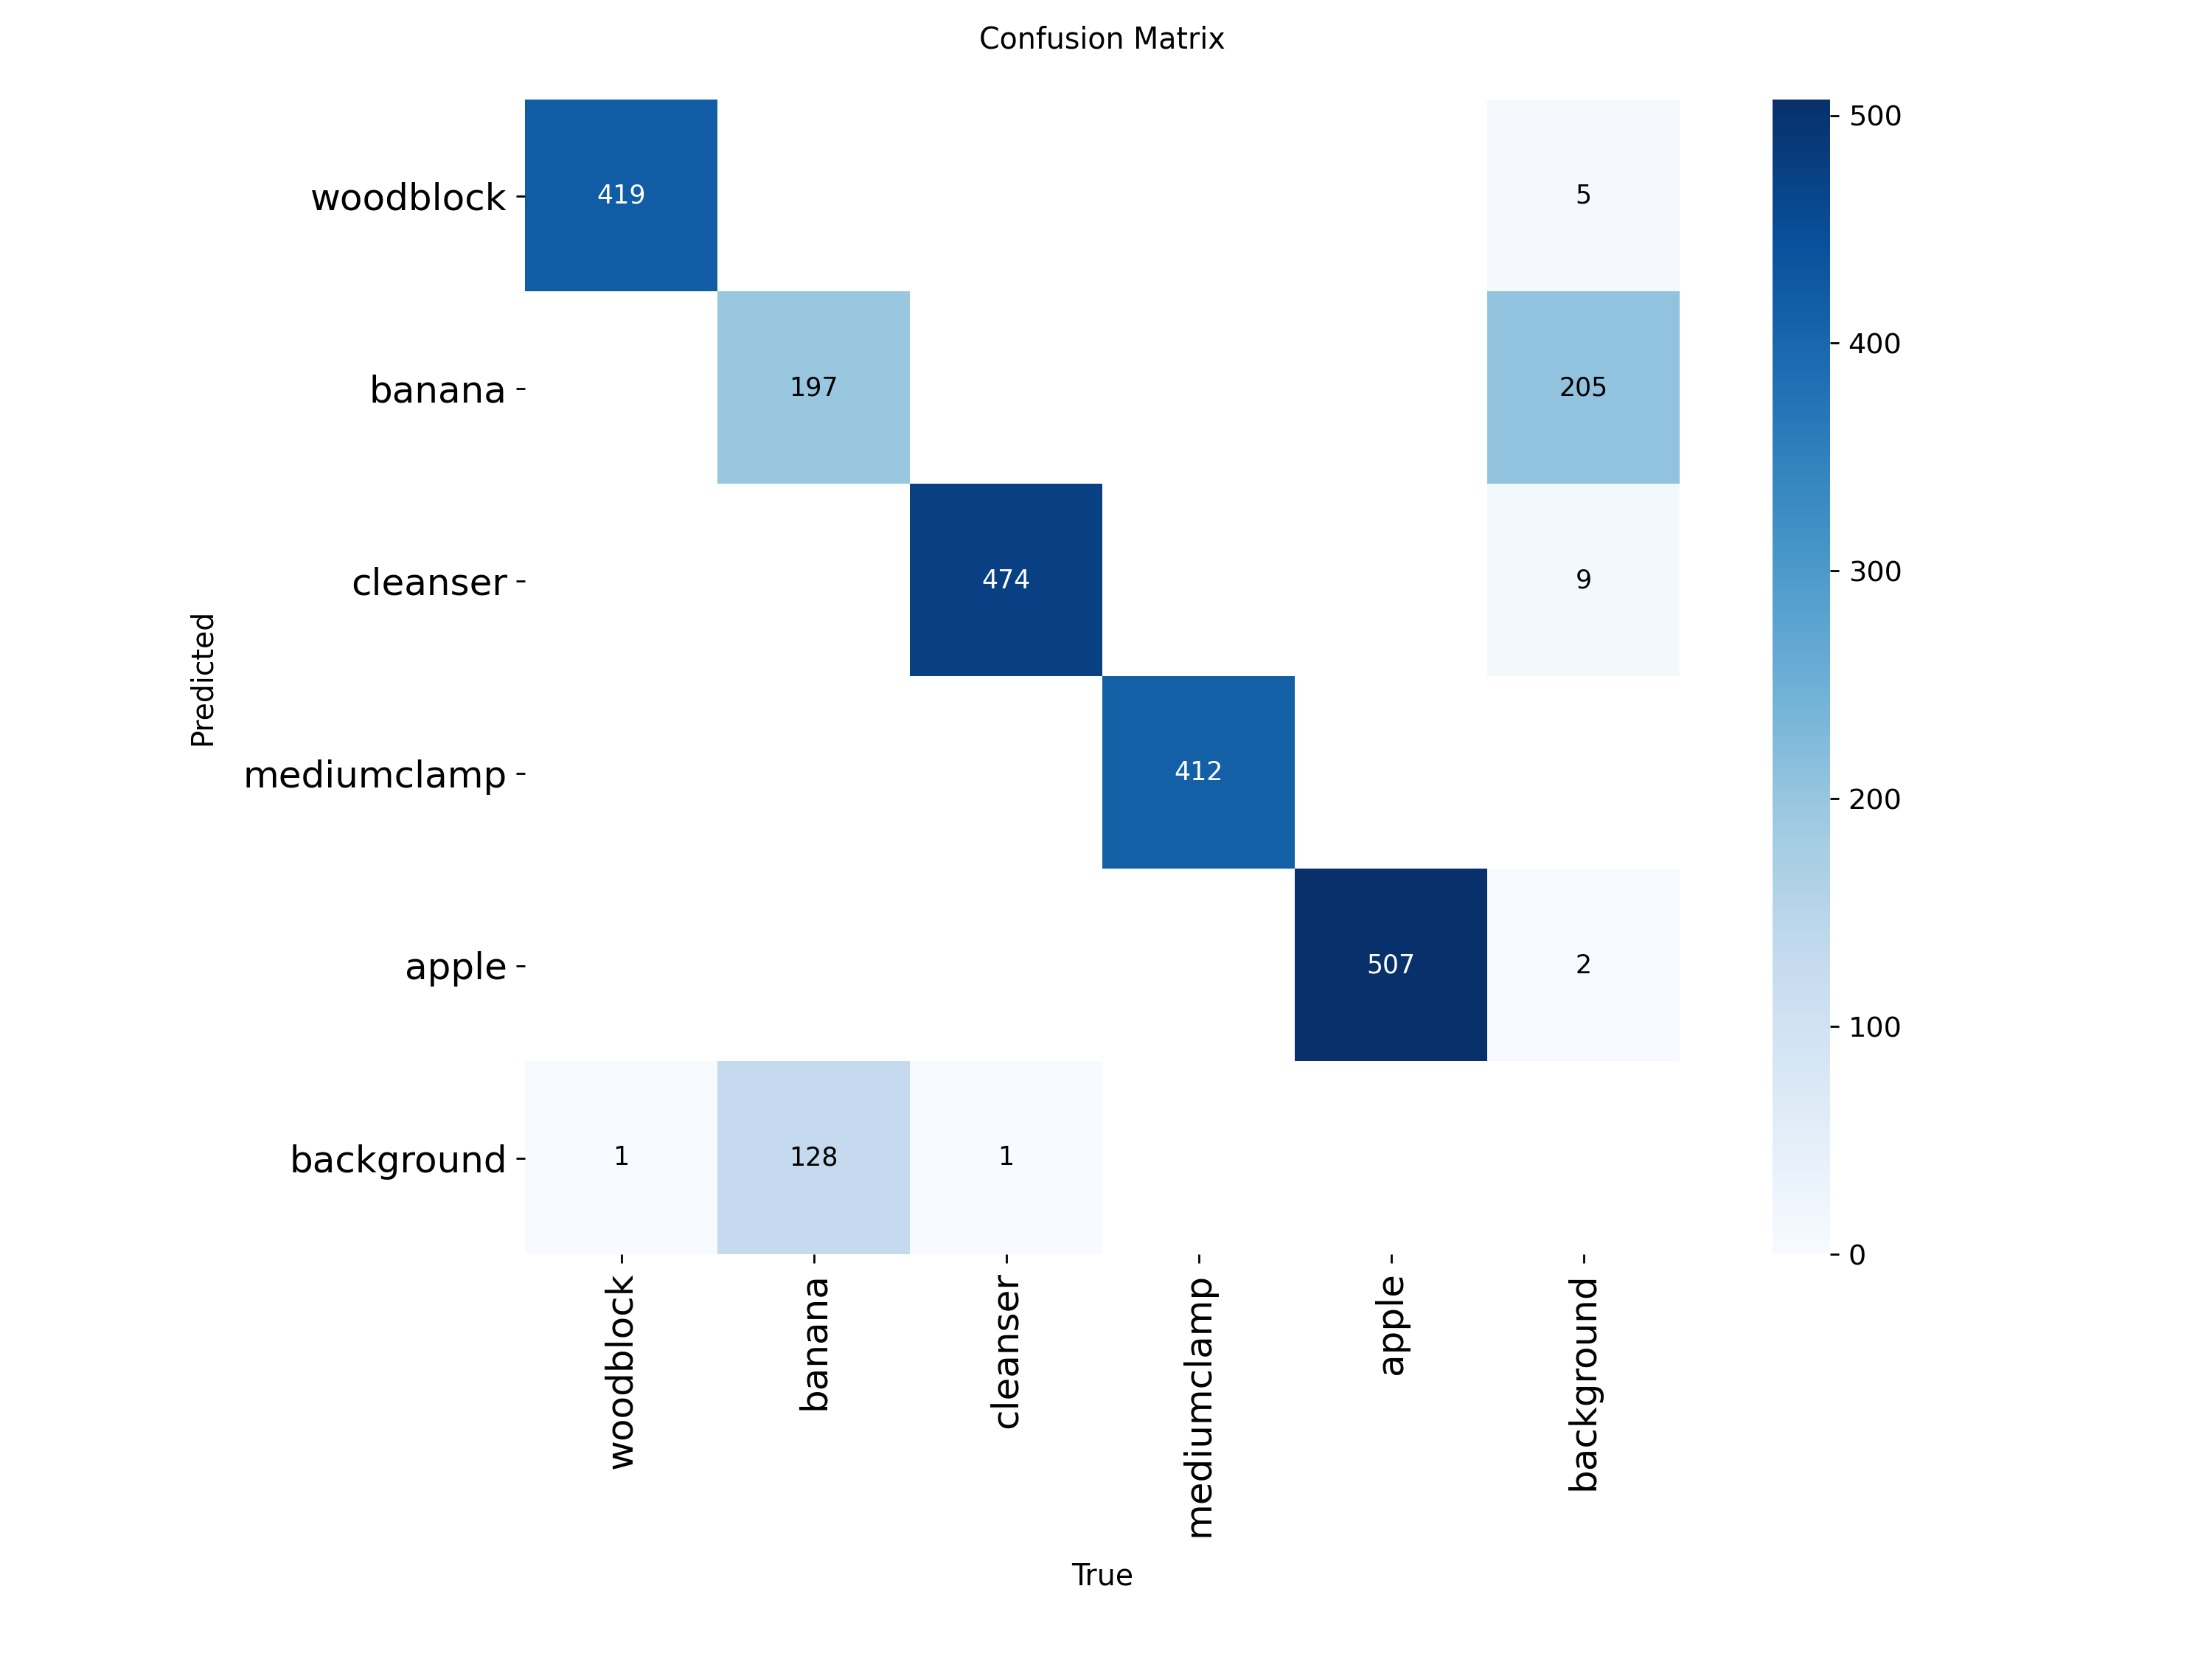 Confusion Matrix
woodblock
419
5
banana
197
205
cleanser
474
9
mediumclamp
412
apple
507
2
background
1
128
1
woodblock
banana
cleanser
mediumclamp
apple
background
Predicted
True
500
400
300
200
100
0